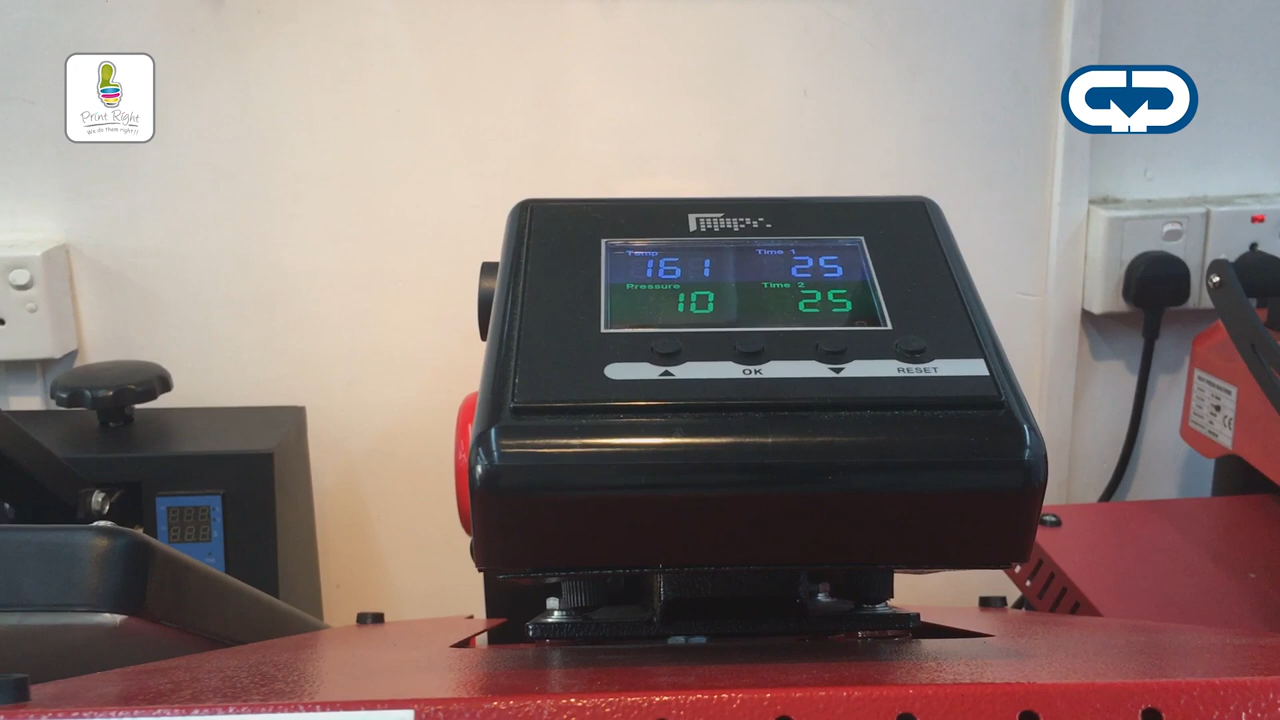 Print Right
We do them right!!
Temp
161
Time 1
25
Pressure
10
Time 2
25
OK
RESET